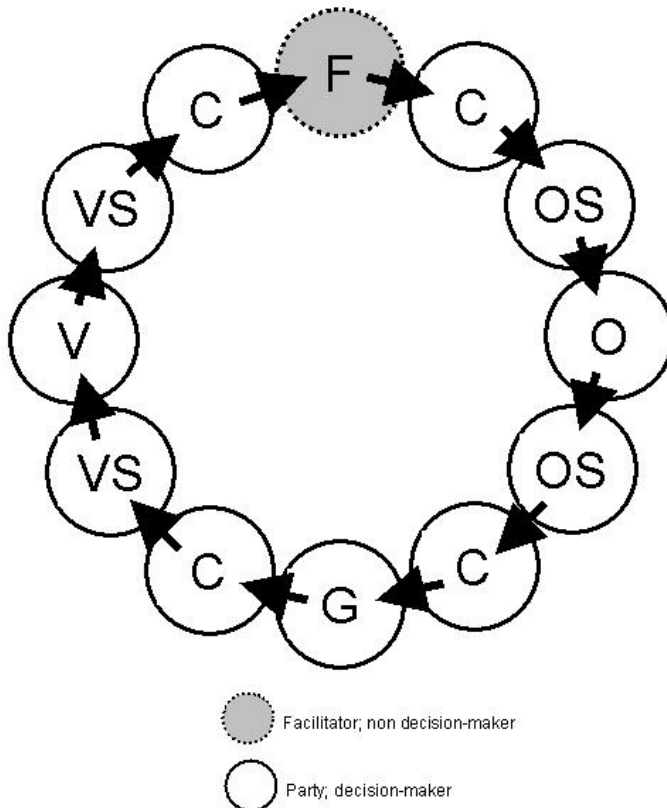 F
C
C
OS
VS
O
V
OS
VS
C
C
G
Facilitator; non decision-maker
Party; decision-maker